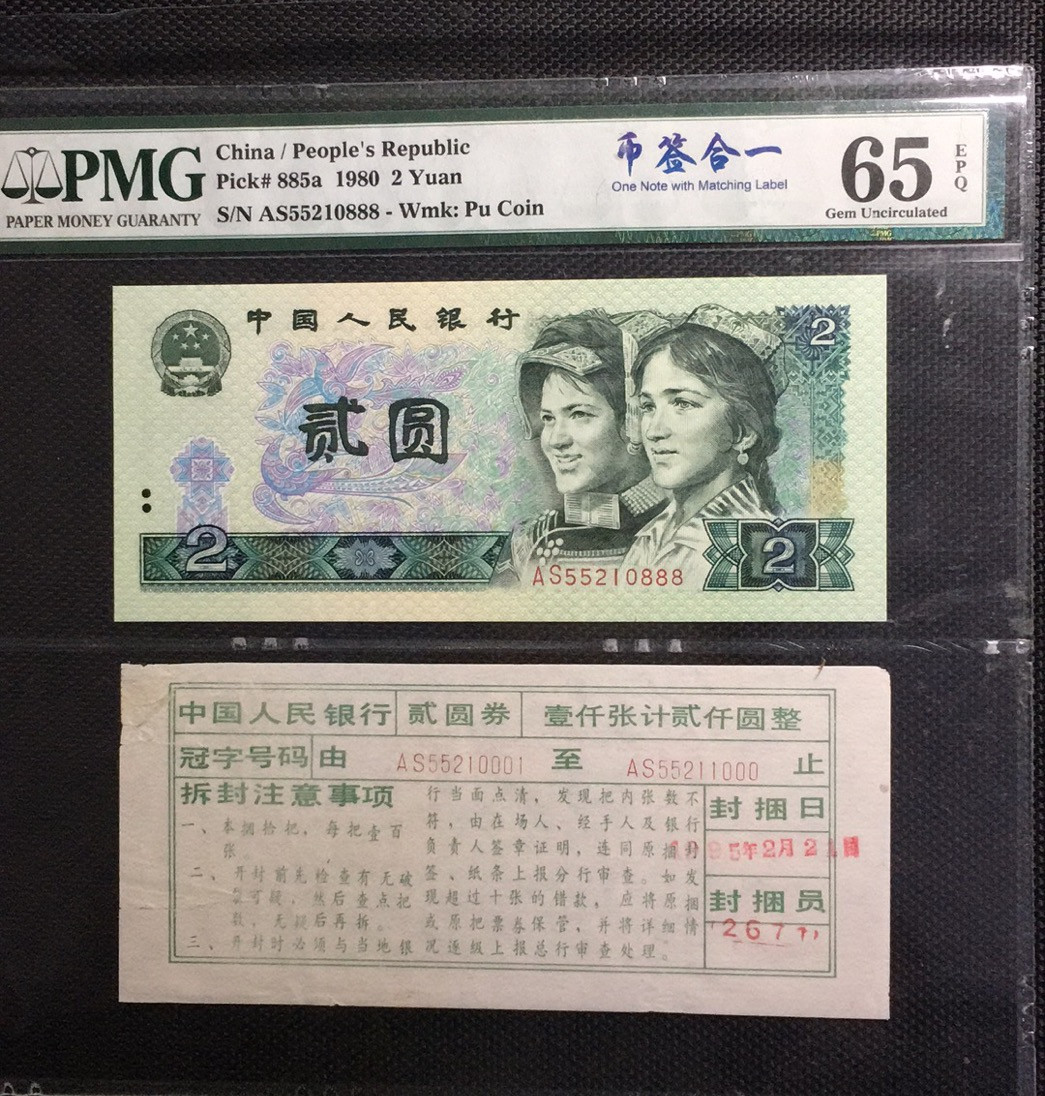 PMG
PAPER MONEY GUARANTY
China / People's Republic
Pick# 885a 1980 2 Yuan
S/N AS55210888 - Wmk: Pu Coin
币签合一
One Note with Matching Label
65
EPQ
Gem Uncirculated
中国人民银行
2
贰圆
2
AS55210888
2
中国人民银行 贰圆券 壹仟张计贰仟圆整
冠字号码 由 AS55210001 至 AS55211000 止
拆封注意事项
一、本捆拾把，每把壹百
张。
二、开封前先检查有无破
可疑，然后查点把
数，无疑后再拆。
三、开封时必须与当地银
行当面点清，发现把内张数不
符，由在场人、经手人及银行
负责人签章证明，连同原捆封
签、纸条上报分行审查。如发
现超过十张的错款，应将原捆
或原把票券保管，并将详细情
况逐级上报总行审查处理。
封捆日
5年2月2
封捆员
267